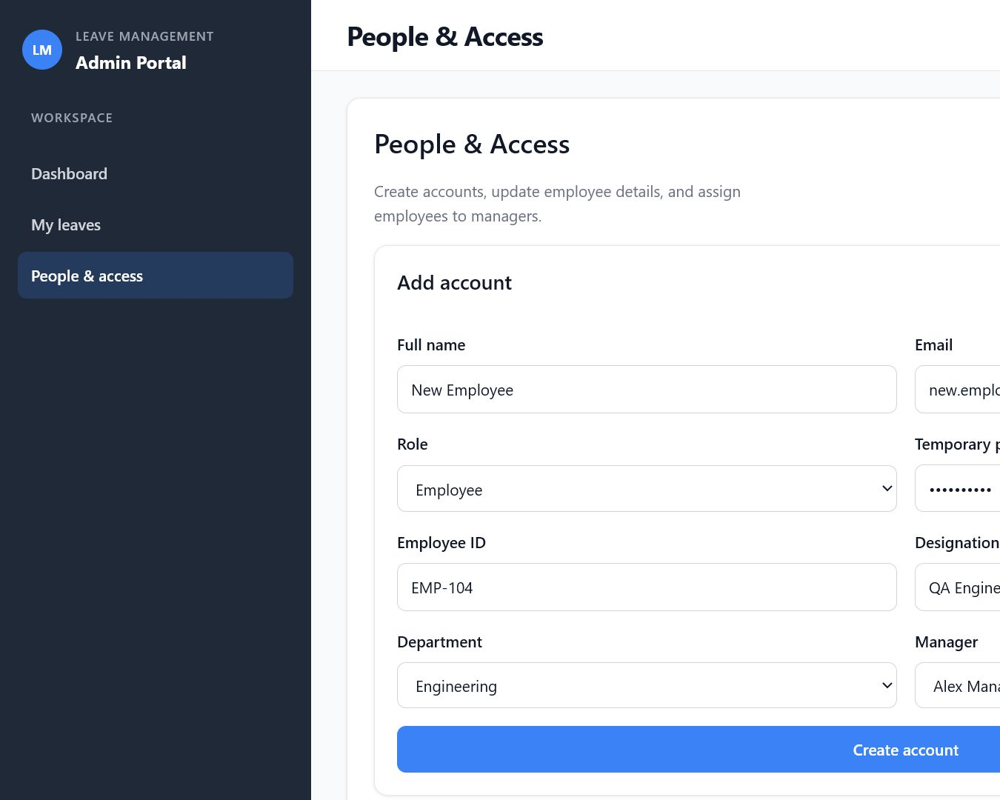 LM
LEAVE MANAGEMENT
Admin Portal
WORKSPACE
Dashboard
My leaves
People & access
People & Access
People & Access
Create accounts, update employee details, and assign
employees to managers.
Add account
Full name
Email
New Employee
new.emplo
Role
Temporary p
Employee
••••••••••
Employee ID
Designation
EMP-104
QA Engine
Department
Manager
Engineering
Alex Mana
Create account